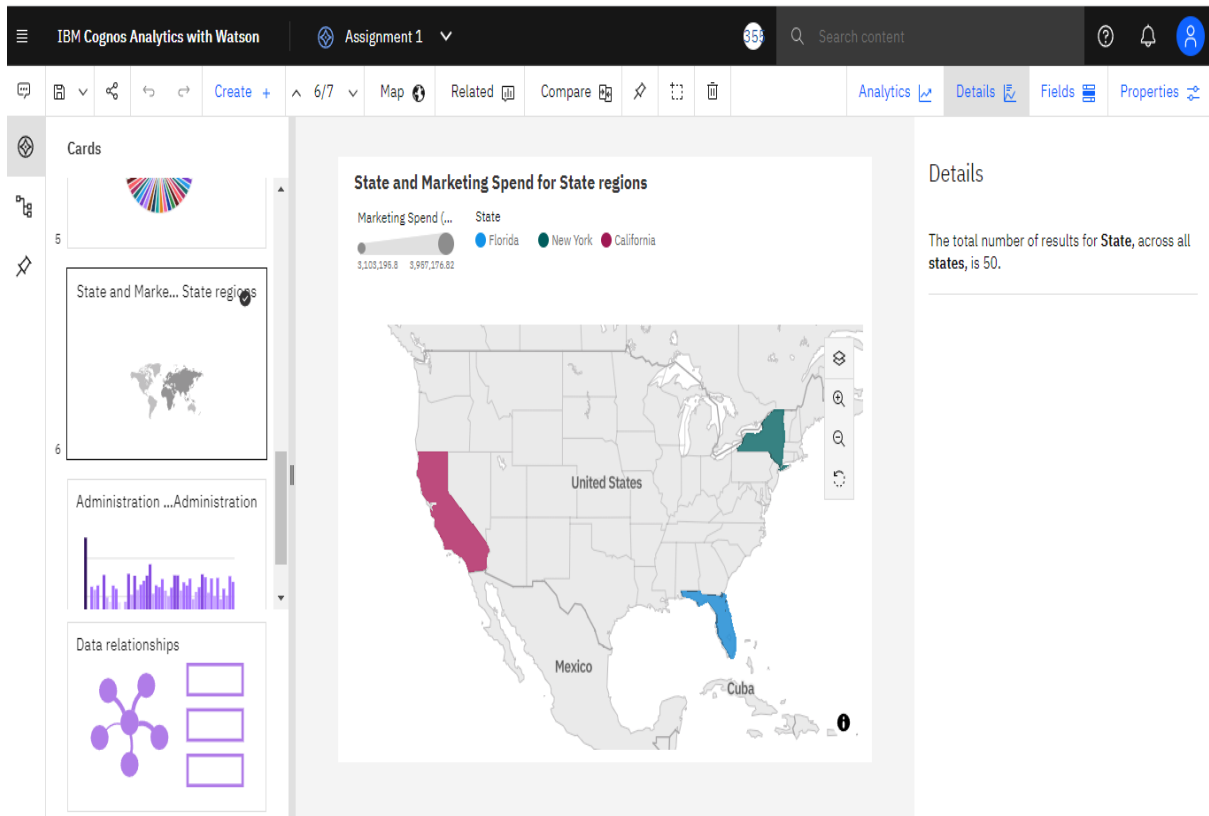 IBM Cognos Analytics with Watson
Assignment 1
355
Search content
Create +
6/7
Map
Related
Compare
Analytics
Details
Fields
Properties
Cards
5
State and Marke... State regions
6
Administration ...Administration
Data relationships
State and Marketing Spend for State regions
Marketing Spend (...
3,103,195.8 3,957,176.82
State
Florida New York California
United States
Mexico
Cuba
Details
The total number of results for State, across all
states, is 50.